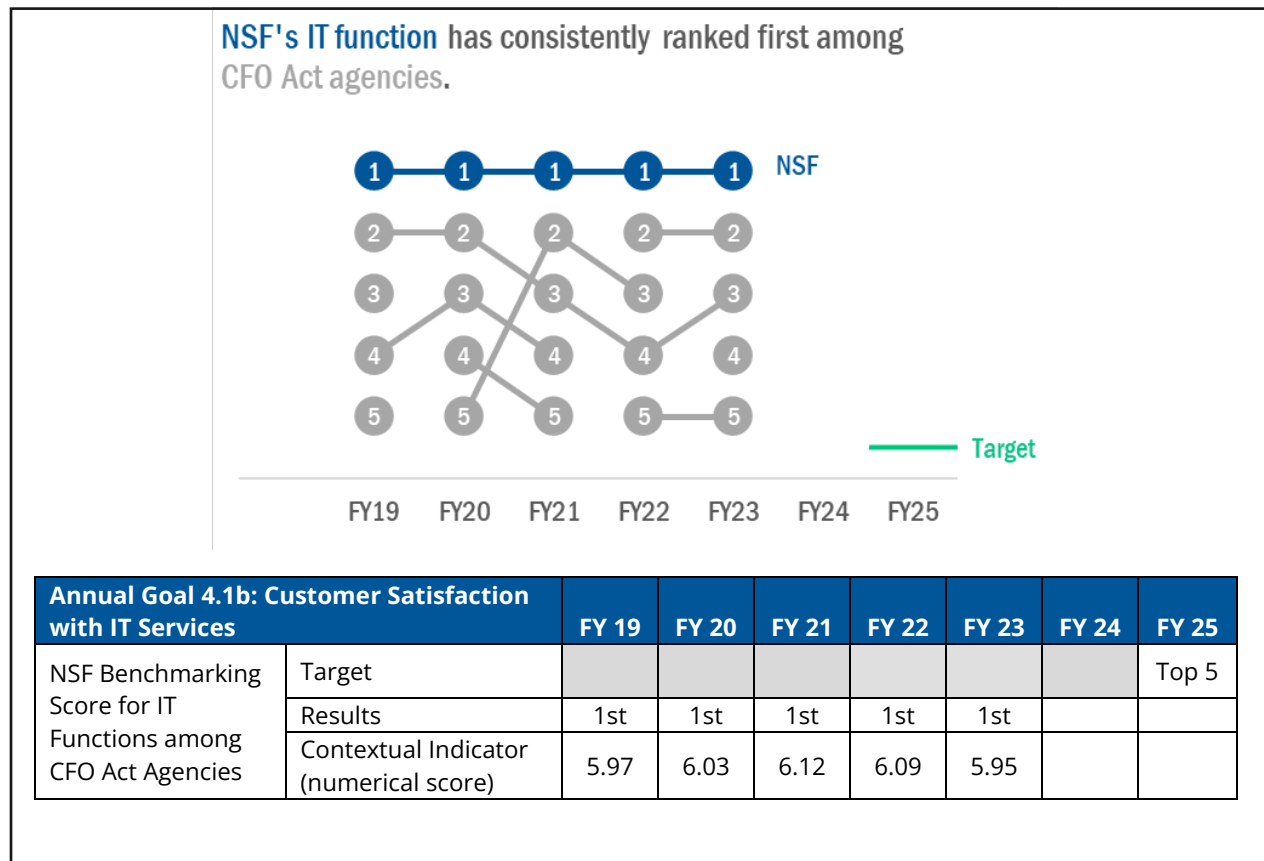 NSF's IT function has consistently ranked first among
CFO Act agencies.
1 1 1 1 1 NSF
2 2 2 2 2
3 3 3 3 3
4 4 4 4 4
5 5 5 5 5
Target
FY19 FY20 FY21 FY22 FY23 FY24 FY25
Annual Goal 4.1b: Customer Satisfaction
with IT Services FY 19 FY 20 FY 21 FY 22 FY 23 FY 24 FY 25
NSF Benchmarking
Score for IT
Functions among
CFO Act Agencies
Target Top 5
Results 1st 1st 1st 1st 1st
Contextual Indicator
(numerical score) 5.97 6.03 6.12 6.09 5.95